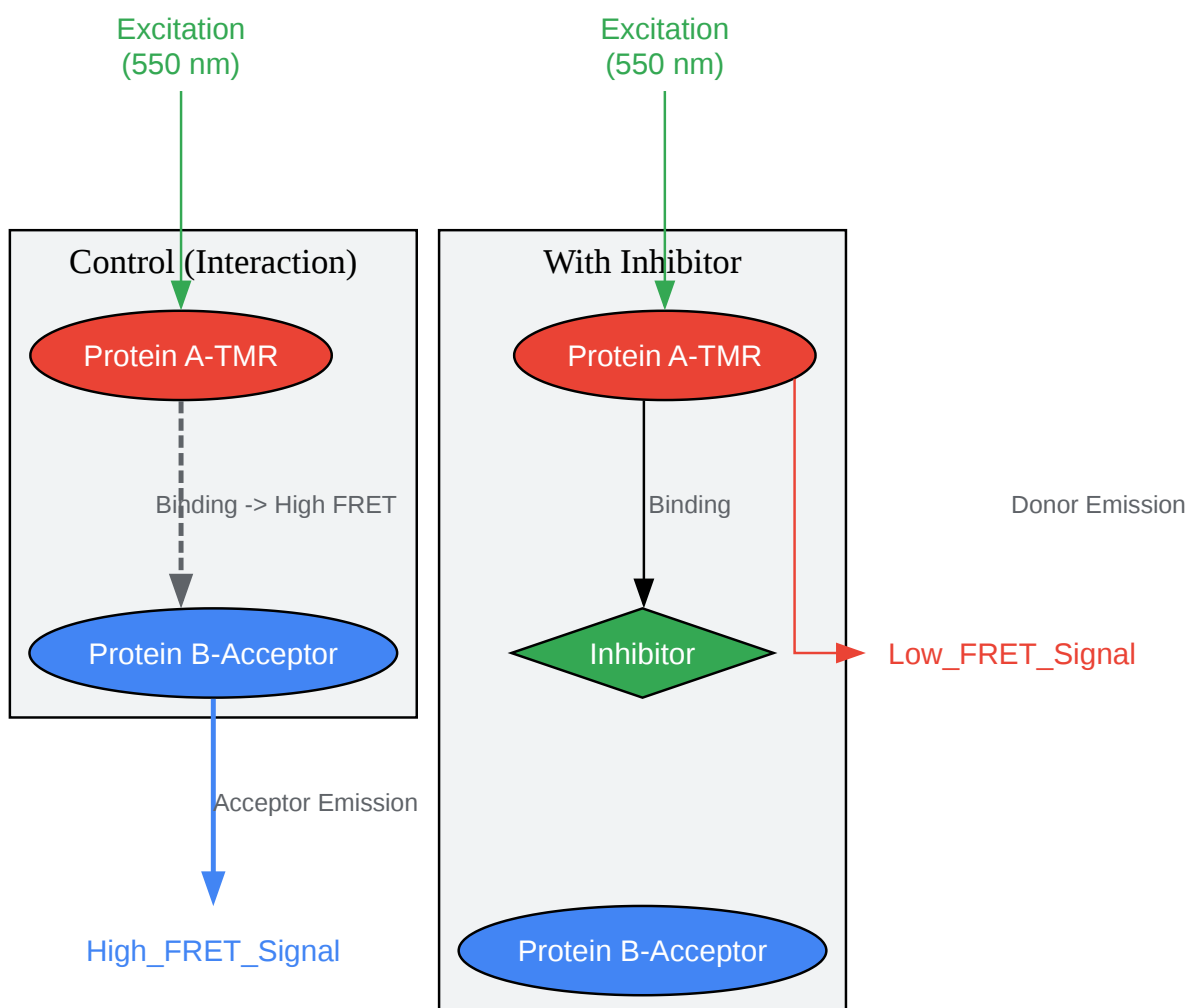 Excitation
(550 nm)
Excitation
(550 nm)
Control (Interaction)
With Inhibitor
Protein A-TMR
Protein A-TMR
Binding -> High FRET
Binding
Donor Emission
Protein B-Acceptor
Inhibitor
Low_FRET_Signal
Acceptor Emission
High_FRET_Signal
Protein B-Acceptor